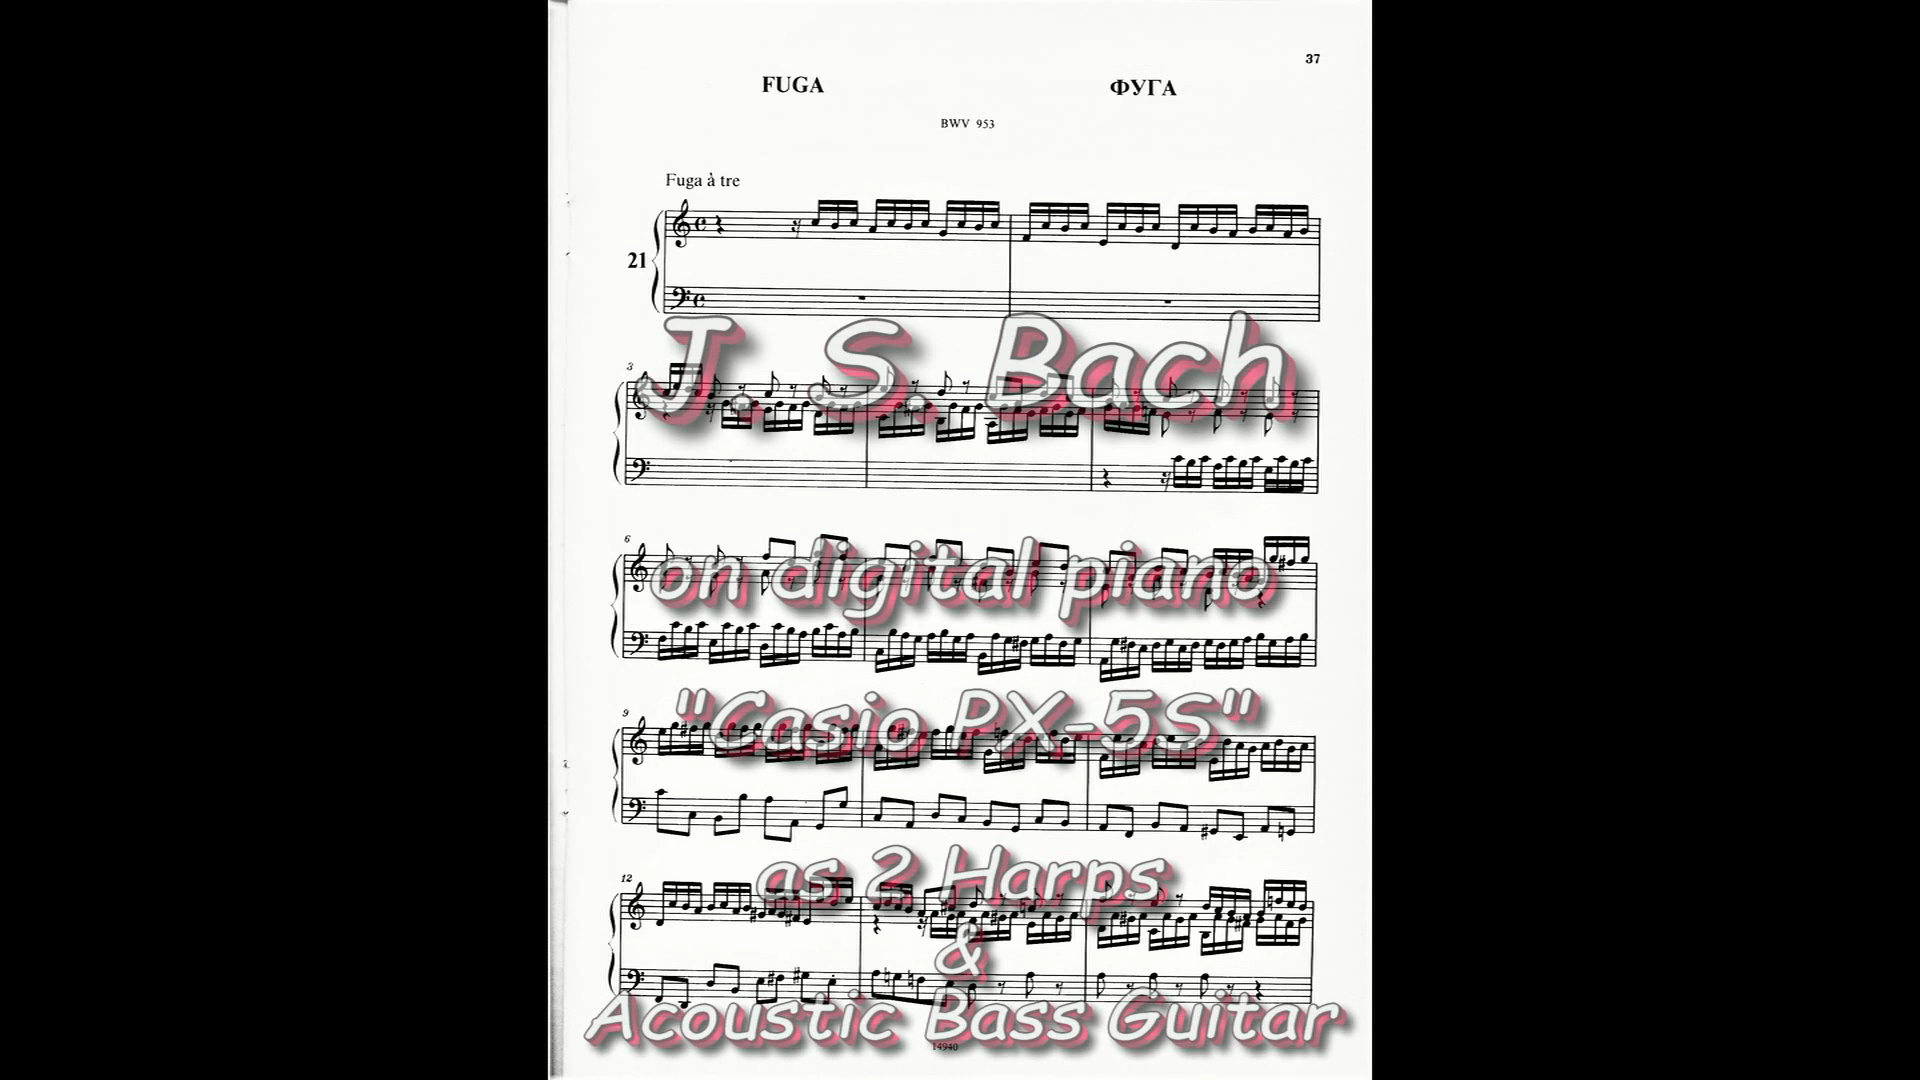 37
FUGA ФУГА
BWV 953
Fuga à tre
21
J. S. Bach
3
on digital piano
6
"Casio PX-5S"
9
as 2 Harps
12
&
Acoustic Bass Guitar
14940